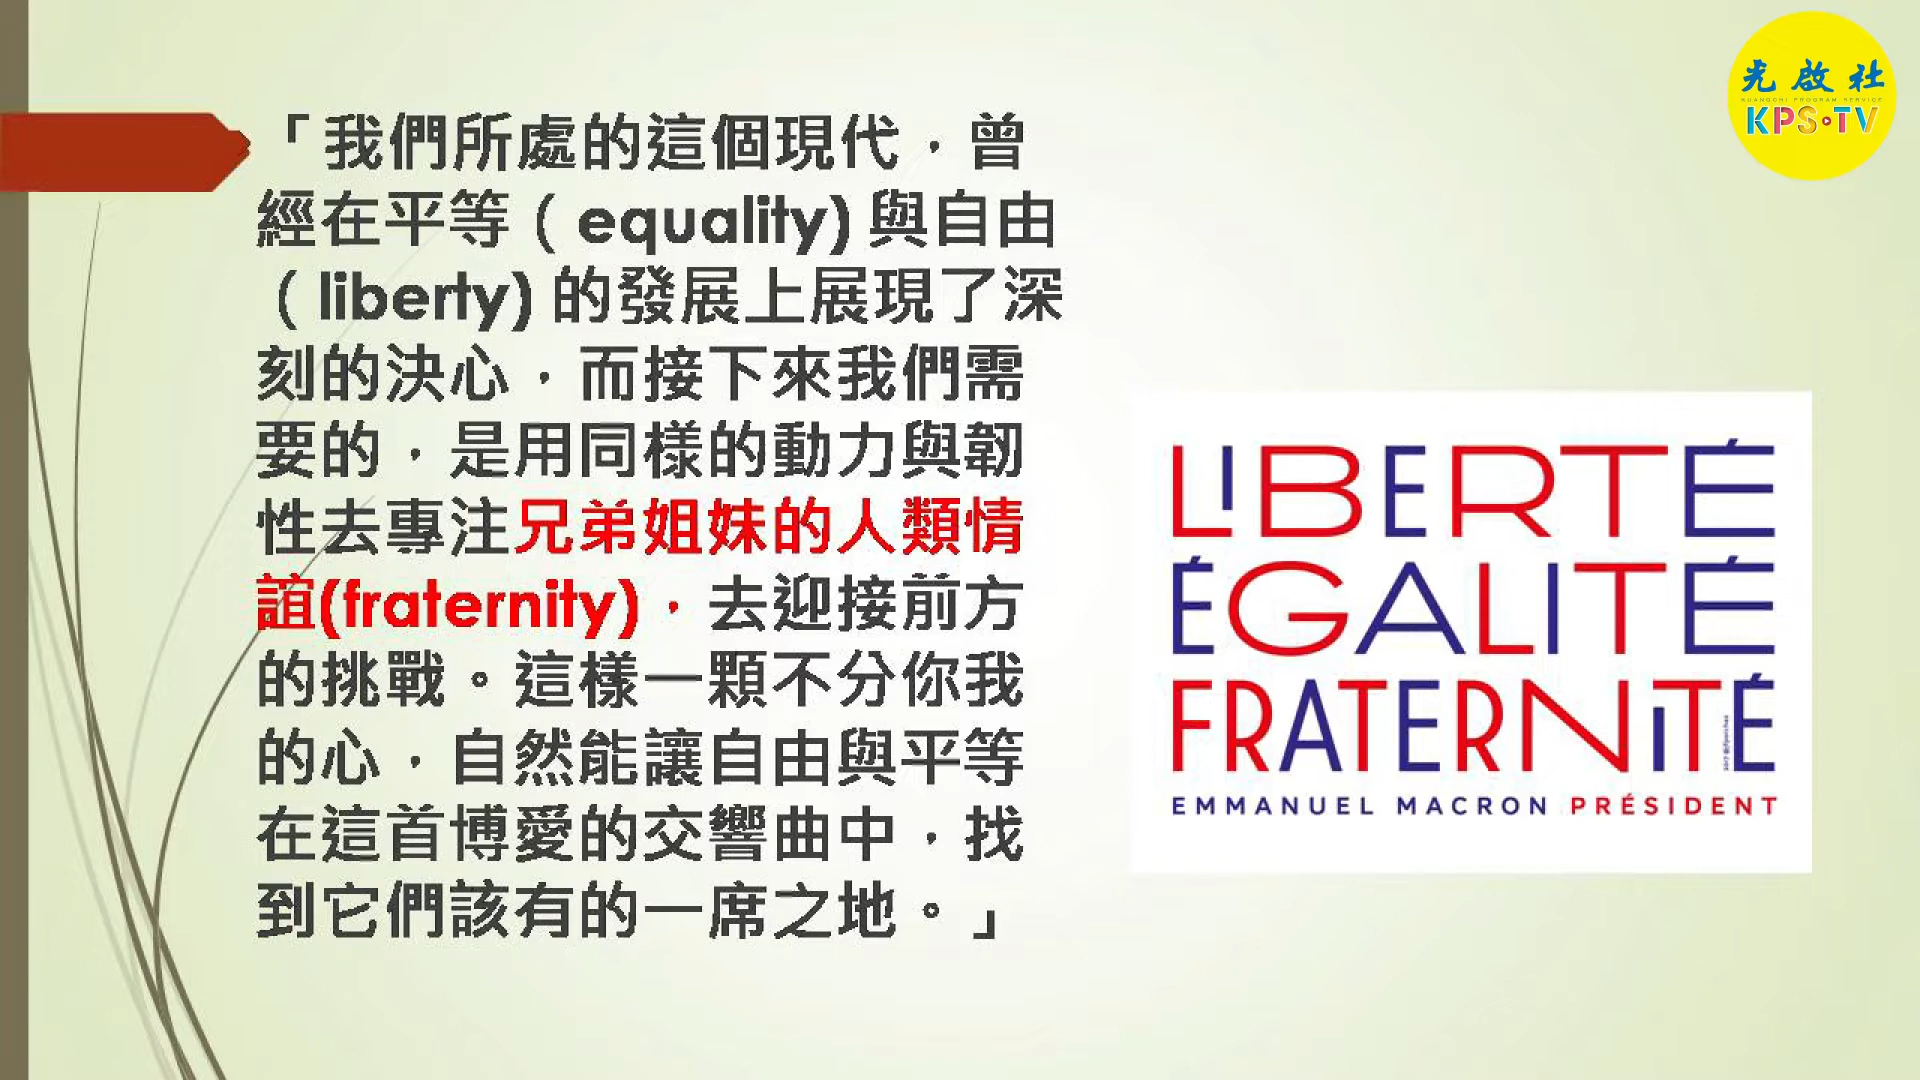 「我們所處的這個現代，曾
經在平等（equality)與自由
（liberty)的發展上展現了深
刻的決心，而接下來我們需
要的，是用同樣的動力與韌
性去專注兄弟姐妹的人類情
誼(fraternity)，去迎接前方
的挑戰。這樣一顆不分你我
的心，自然能讓自由與平等
在這首博愛的交響曲中，找
到它們該有的一席之地。」
光啟社
KUANGCHI PROGRAM SERVICE
KPS•TV
LIBERTÉ
ÉGALITÉ
FRATERNiTÉ
EMMANUEL MACRON PRÉSIDENT